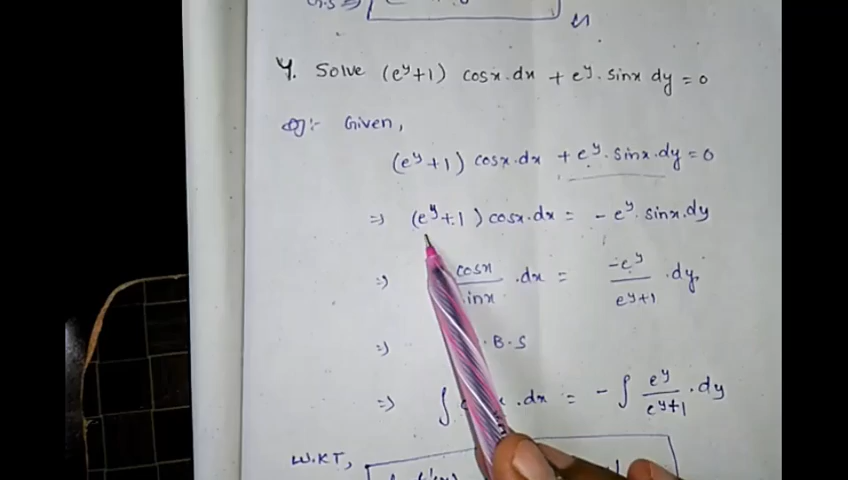 G.S ⇒
4. Solve (e^y+1) cosx.dx + e^y. sinx dy = 0
Given,
(e^y+1) cosx.dx + e^y. sinx.dy = 0
⇒ (e^y+1) cosx.dx = - e^y. sinx.dy
⇒ cosx/sinx .dx = -e^y/e^y+1 .dy.
⇒ . B.S
⇒ ∫ .dx = - ∫ e^y/e^y+1 .dy
W.K.T,